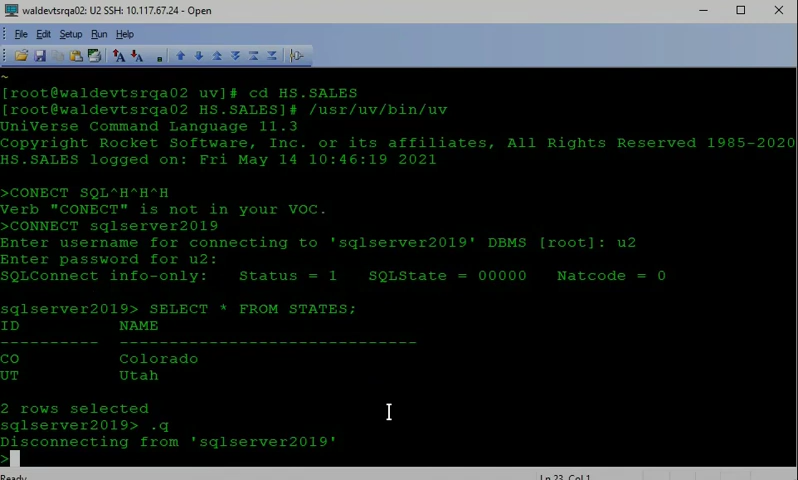 waldevtsrqa02: U2 SSH: 10.117.67.24 - Open
File Edit Setup Run Help
~
[root@waldevtsrqa02 uv]# cd HS.SALES
[root@waldevtsrqa02 HS.SALES]# /usr/uv/bin/uv
UniVerse Command Language 11.3
Copyright Rocket Software, Inc. or its affiliates, All Rights Reserved 1985-2020
HS.SALES logged on: Fri May 14 10:46:19 2021
>CONECT SQL^H^H^H
Verb "CONECT" is not in your VOC.
>CONNECT sqlserver2019
Enter username for connecting to 'sqlserver2019' DBMS [root]: u2
Enter password for u2:
SQLConnect info-only: Status = 1 SQLState = 00000 Natcode = 0
sqlserver2019> SELECT * FROM STATES;
ID NAME
---------- ------------------------------
CO Colorado
UT Utah
2 rows selected
sqlserver2019> .q
Disconnecting from 'sqlserver2019'
>
Ready Ln 23, Col 1